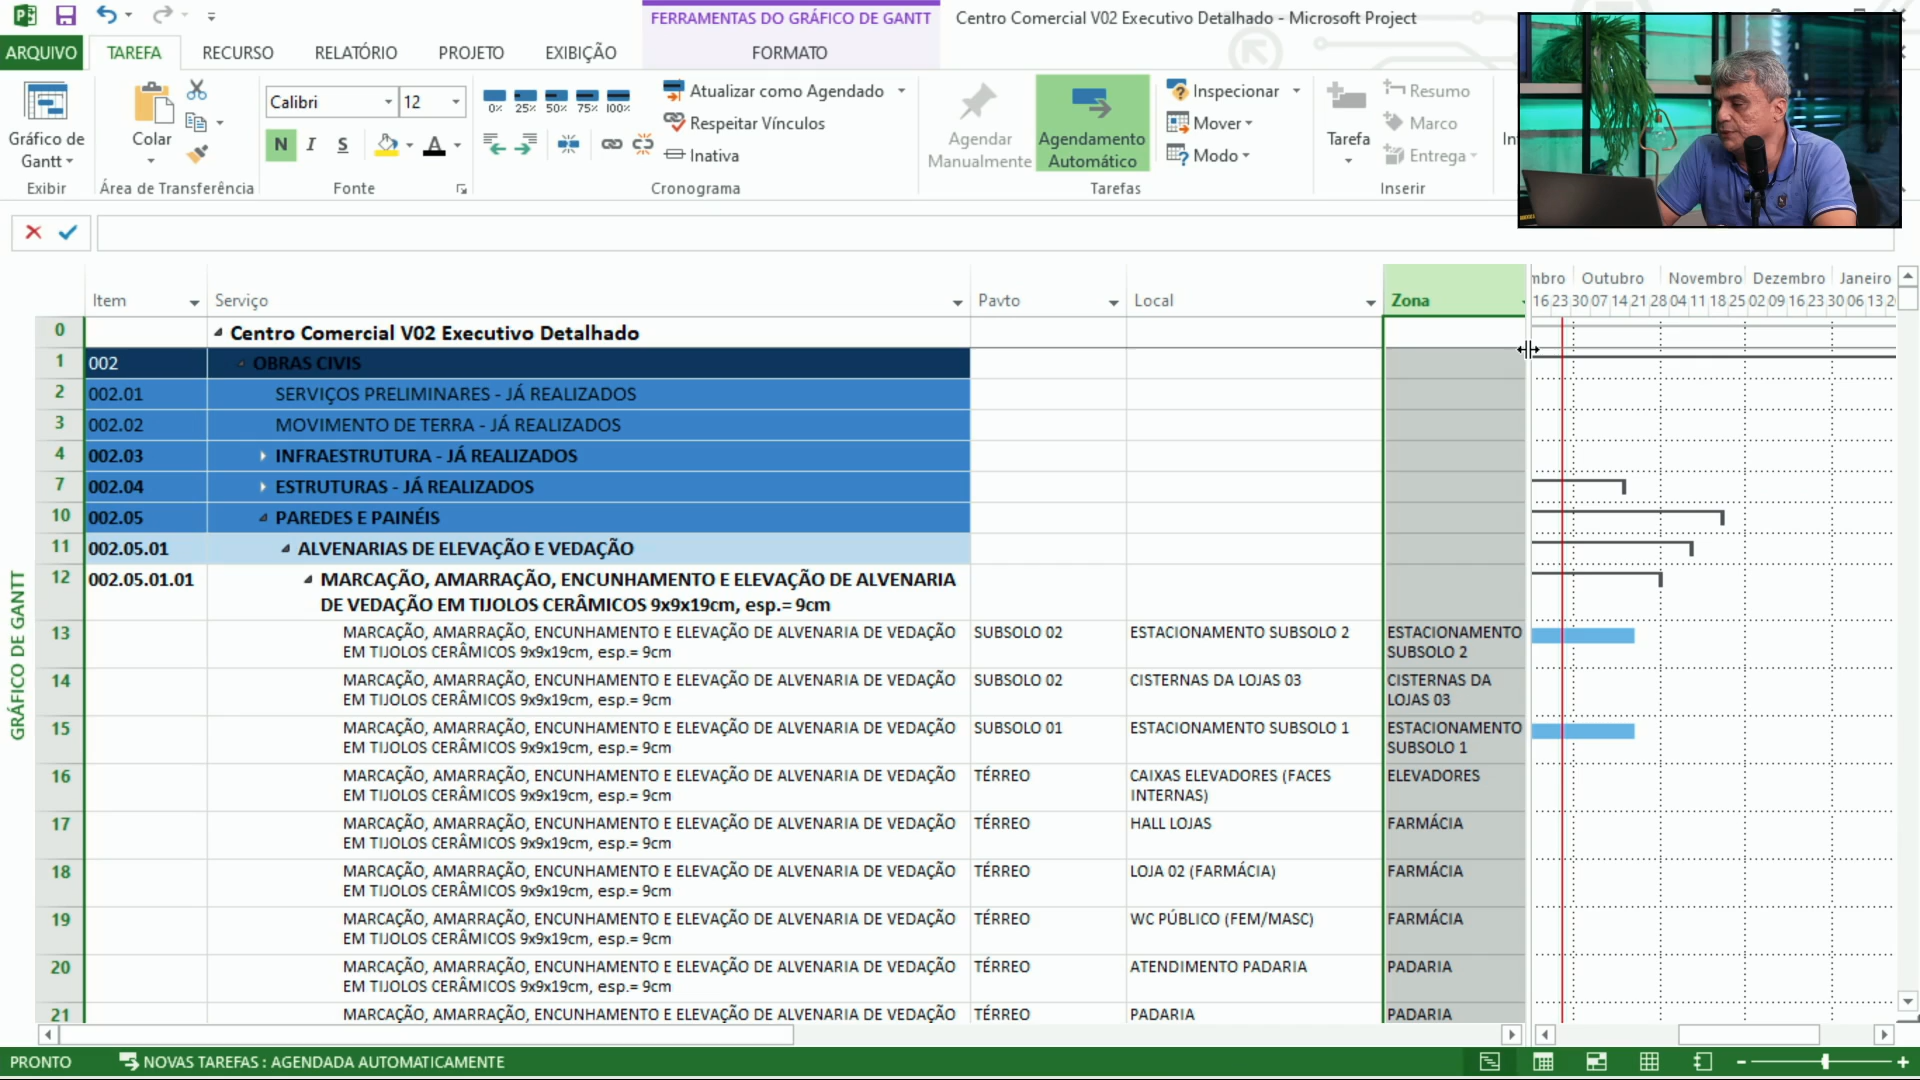 FERRAMENTAS DO GRÁFICO DE GANTT
Centro Comercial V02 Executivo Detalhado - Microsoft Project
ARQUIVO TAREFA RECURSO RELATÓRIO PROJETO EXIBIÇÃO FORMATO
Gráfico de Gantt
Exibir
Colar
Área de Transferência
Calibri 12
N I S A
Fonte
0% 25% 50% 75% 100%
Atualizar como Agendado
Respeitar Vínculos
Inativa
Cronograma
Agendar Manualmente
Agendamento Automático
Inspecionar
Mover
Modo
Tarefas
Tarefa
Resumo
Marco
Entrega
Inserir
Item Serviço Pavto Local Zona
mbro Outubro Novembro Dezembro Janeiro
16 23 30 07 14 21 28 04 11 18 25 02 09 16 23 30 06 13
0 Centro Comercial V02 Executivo Detalhado
1 002 OBRAS CIVIS
2 002.01 SERVIÇOS PRELIMINARES - JÁ REALIZADOS
3 002.02 MOVIMENTO DE TERRA - JÁ REALIZADOS
4 002.03 INFRAESTRUTURA - JÁ REALIZADOS
7 002.04 ESTRUTURAS - JÁ REALIZADOS
10 002.05 PAREDES E PAINÉIS
11 002.05.01 ALVENARIAS DE ELEVAÇÃO E VEDAÇÃO
12 002.05.01.01 MARCAÇÃO, AMARRAÇÃO, ENCUNHAMENTO E ELEVAÇÃO DE ALVENARIA
DE VEDAÇÃO EM TIJOLOS CERÂMICOS 9x9x19cm, esp.= 9cm
13 MARCAÇÃO, AMARRAÇÃO, ENCUNHAMENTO E ELEVAÇÃO DE ALVENARIA DE VEDAÇÃO SUBSOLO 02 ESTACIONAMENTO SUBSOLO 2 ESTACIONAMENTO
EM TIJOLOS CERÂMICOS 9x9x19cm, esp.= 9cm SUBSOLO 2
14 MARCAÇÃO, AMARRAÇÃO, ENCUNHAMENTO E ELEVAÇÃO DE ALVENARIA DE VEDAÇÃO SUBSOLO 02 CISTERNAS DA LOJAS 03 CISTERNAS DA
EM TIJOLOS CERÂMICOS 9x9x19cm, esp.= 9cm LOJAS 03
15 MARCAÇÃO, AMARRAÇÃO, ENCUNHAMENTO E ELEVAÇÃO DE ALVENARIA DE VEDAÇÃO SUBSOLO 01 ESTACIONAMENTO SUBSOLO 1 ESTACIONAMENTO
EM TIJOLOS CERÂMICOS 9x9x19cm, esp.= 9cm SUBSOLO 1
16 MARCAÇÃO, AMARRAÇÃO, ENCUNHAMENTO E ELEVAÇÃO DE ALVENARIA DE VEDAÇÃO TÉRREO CAIXAS ELEVADORES (FACES ELEVADORES
EM TIJOLOS CERÂMICOS 9x9x19cm, esp.= 9cm INTERNAS)
17 MARCAÇÃO, AMARRAÇÃO, ENCUNHAMENTO E ELEVAÇÃO DE ALVENARIA DE VEDAÇÃO TÉRREO HALL LOJAS FARMÁCIA
EM TIJOLOS CERÂMICOS 9x9x19cm, esp.= 9cm
18 MARCAÇÃO, AMARRAÇÃO, ENCUNHAMENTO E ELEVAÇÃO DE ALVENARIA DE VEDAÇÃO TÉRREO LOJA 02 (FARMÁCIA) FARMÁCIA
EM TIJOLOS CERÂMICOS 9x9x19cm, esp.= 9cm
19 MARCAÇÃO, AMARRAÇÃO, ENCUNHAMENTO E ELEVAÇÃO DE ALVENARIA DE VEDAÇÃO TÉRREO WC PÚBLICO (FEM/MASC) FARMÁCIA
EM TIJOLOS CERÂMICOS 9x9x19cm, esp.= 9cm
20 MARCAÇÃO, AMARRAÇÃO, ENCUNHAMENTO E ELEVAÇÃO DE ALVENARIA DE VEDAÇÃO TÉRREO ATENDIMENTO PADARIA PADARIA
EM TIJOLOS CERÂMICOS 9x9x19cm, esp.= 9cm
21 MARCAÇÃO, AMARRAÇÃO, ENCUNHAMENTO E ELEVAÇÃO DE ALVENARIA DE VEDAÇÃO TÉRREO PADARIA PADARIA
GRÁFICO DE GANTT
PRONTO NOVAS TAREFAS : AGENDADA AUTOMATICAMENTE